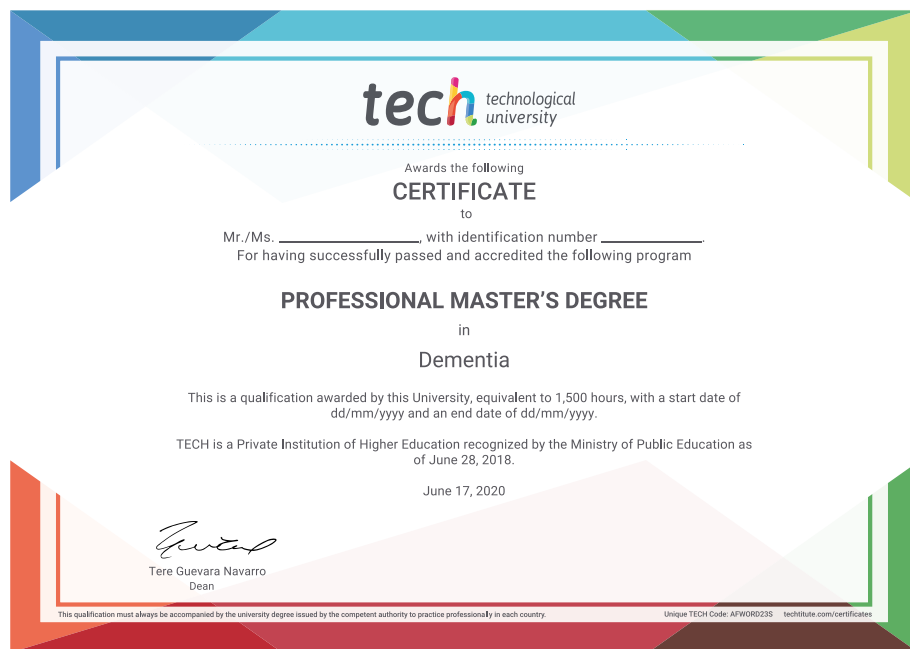 tech technological
university
Awards the following
CERTIFICATE
to
Mr./Ms. ____________________, with identification number ______________.
For having successfully passed and accredited the following program
PROFESSIONAL MASTER'S DEGREE
in
Dementia
This is a qualification awarded by this University, equivalent to 1,500 hours, with a start date of
dd/mm/yyyy and an end date of dd/mm/yyyy.
TECH is a Private Institution of Higher Education recognized by the Ministry of Public Education as
of June 28, 2018.
June 17, 2020
Tere Guevara Navarro
Dean
This qualification must always be accompanied by the university degree issued by the competent authority to practice professionally in each country. Unique TECH Code: AFWORD23S techtitute.com/certificates